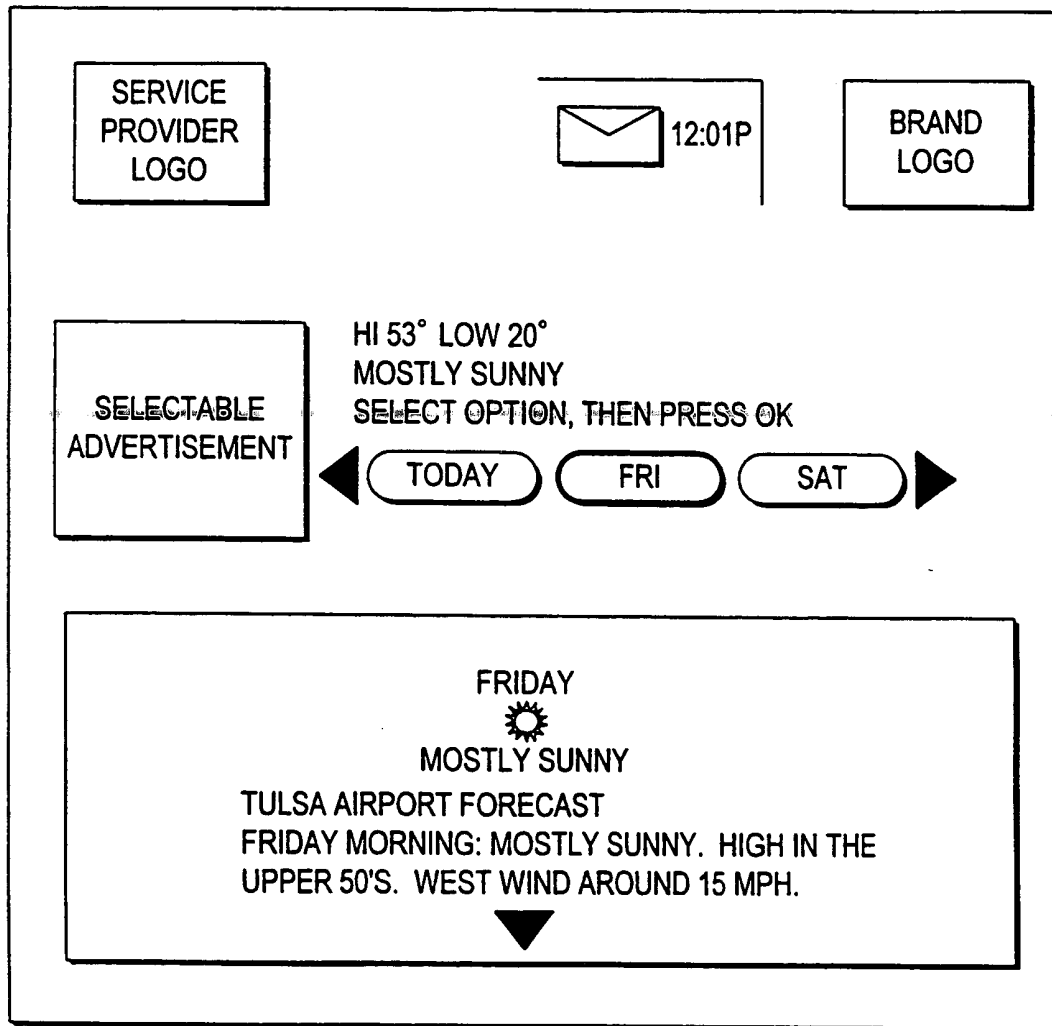 SERVICE
PROVIDER
LOGO
12:01P
BRAND
LOGO
SELECTABLE
ADVERTISEMENT
HI 53° LOW 20°
MOSTLY SUNNY
SELECT OPTION, THEN PRESS OK
TODAY
FRI
SAT
FRIDAY
MOSTLY SUNNY
TULSA AIRPORT FORECAST
FRIDAY MORNING: MOSTLY SUNNY. HIGH IN THE
UPPER 50'S. WEST WIND AROUND 15 MPH.